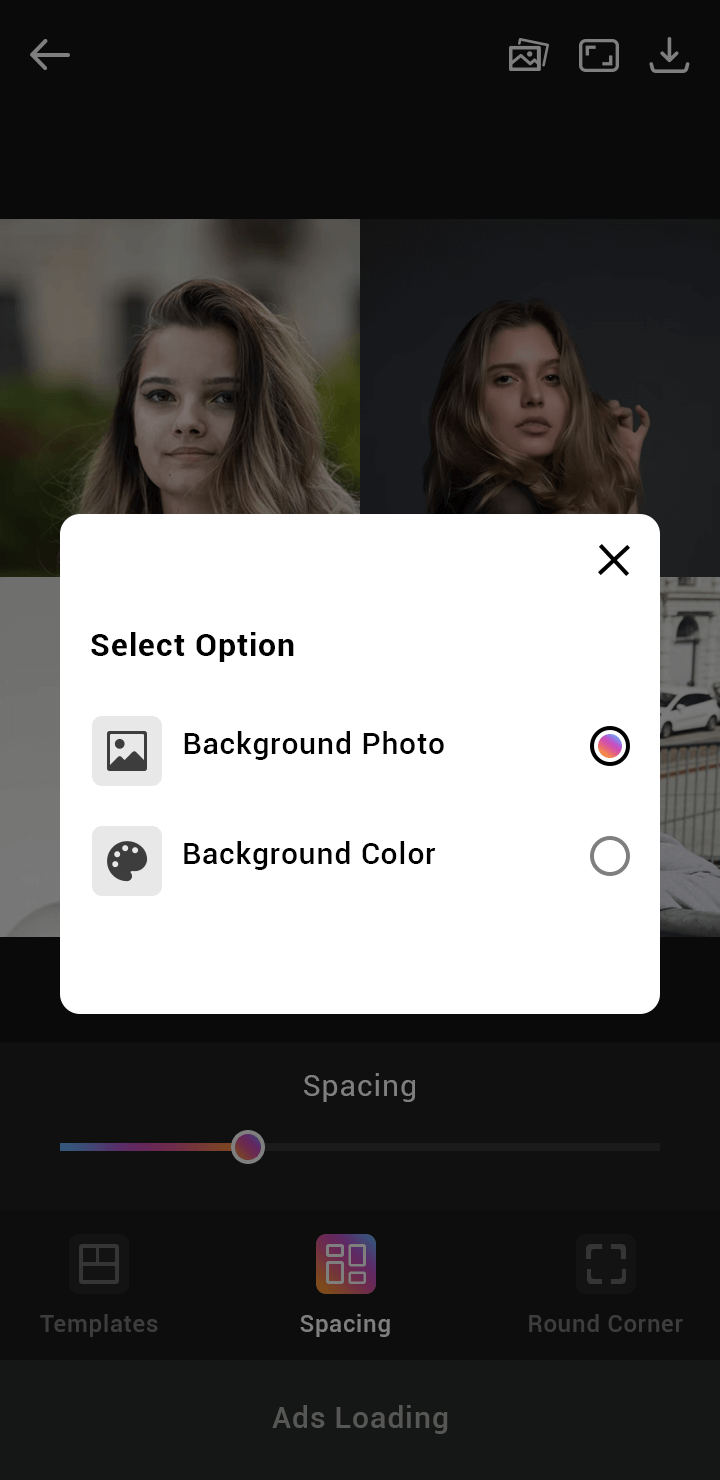 Select Option
Background Photo
Background Color
Spacing
Templates
Spacing
Round Corner
Ads Loading